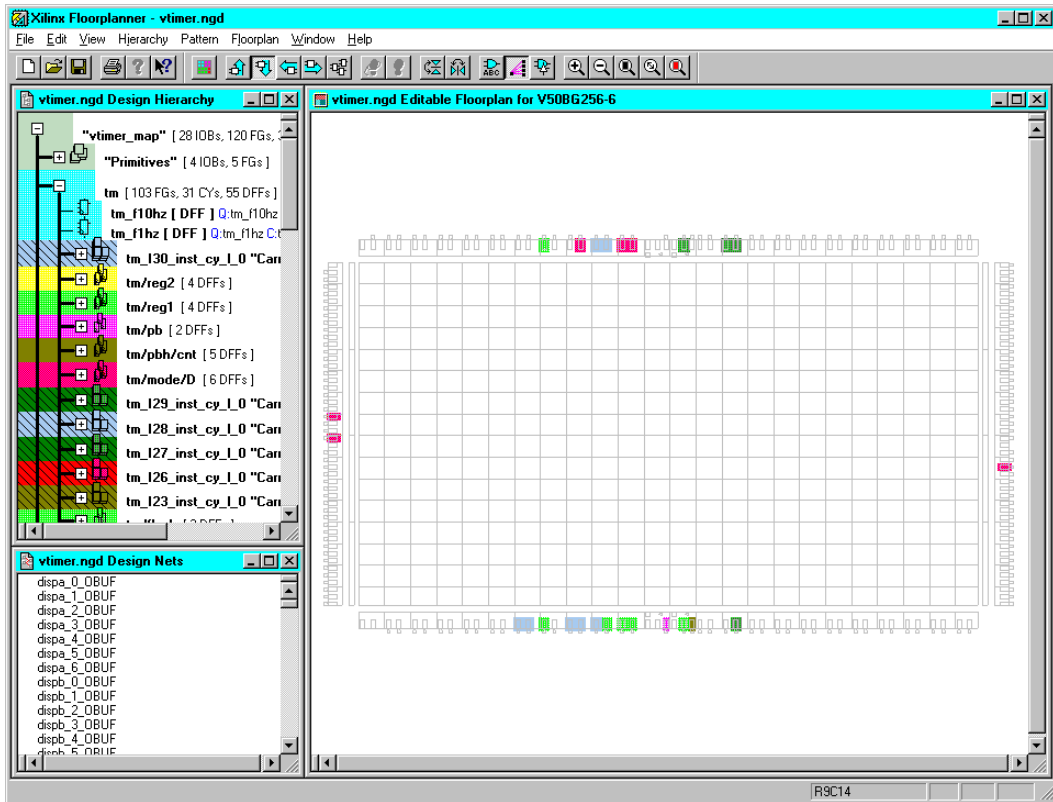 Xilinx Floorplanner - vtimer.ngd
File Edit View Hierarchy Pattern Floorplan Window Help
ABC
vtimer.ngd Design Hierarchy
"vtimer_map" [ 28 IOBs, 120 FGs,
"Primitives" [ 4 IOBs, 5 FGs ]
tm [ 103 FGs, 31 CYs, 55 DFFs ]
tm_f10hz [ DFF ] Q:tm_f10hz
tm_f1hz [ DFF ] Q:tm_f1hz C:t
tm_I30_inst_cy_I_0 "Carr
tm/reg2 [ 4 DFFs ]
tm/reg1 [ 4 DFFs ]
tm/pb [ 2 DFFs ]
tm/pbh/cnt [ 5 DFFs ]
tm/mode/D [ 6 DFFs ]
tm_I29_inst_cy_I_0 "Carr
tm_I28_inst_cy_I_0 "Carr
tm_I27_inst_cy_I_0 "Carr
tm_I26_inst_cy_I_0 "Carr
tm_I23_inst_cy_I_0 "Carr
vtimer.ngd Design Nets
dispa_0_OBUF
dispa_1_OBUF
dispa_2_OBUF
dispa_3_OBUF
dispa_4_OBUF
dispa_5_OBUF
dispa_6_OBUF
dispb_0_OBUF
dispb_1_OBUF
dispb_2_OBUF
dispb_3_OBUF
dispb_4_OBUF
dispb_5_OBUF
vtimer.ngd Editable Floorplan for V50BG256-6
R9C14